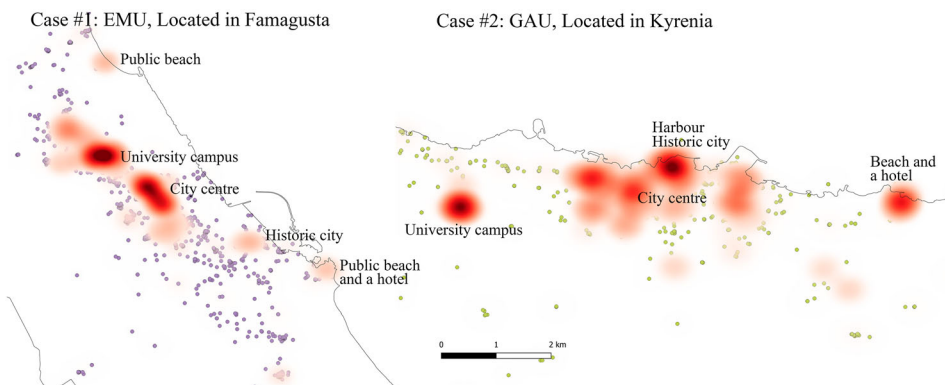 Case #1: EMU, Located in Famagusta
Public beach
University campus
City centre
Historic city
Public beach
and a hotel
Case #2: GAU, Located in Kyrenia
Harbour
Historic city
City centre
University campus
Beach and
a hotel
0 1 2 km